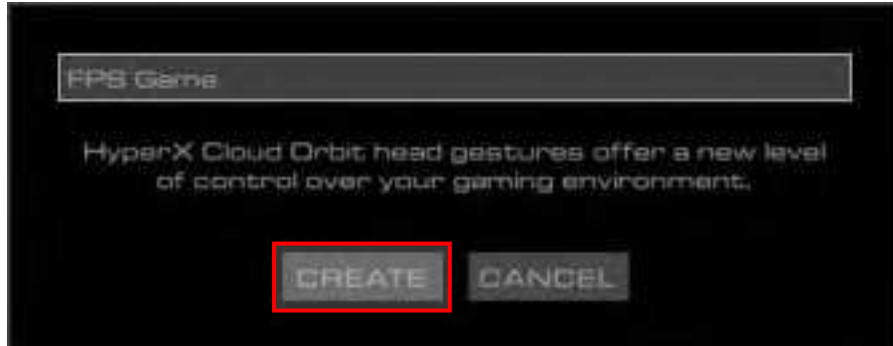 FPS Game
HyperX Cloud Orbit head gestures offer a new level
of control over your gaming environment.
CREATE CANCEL